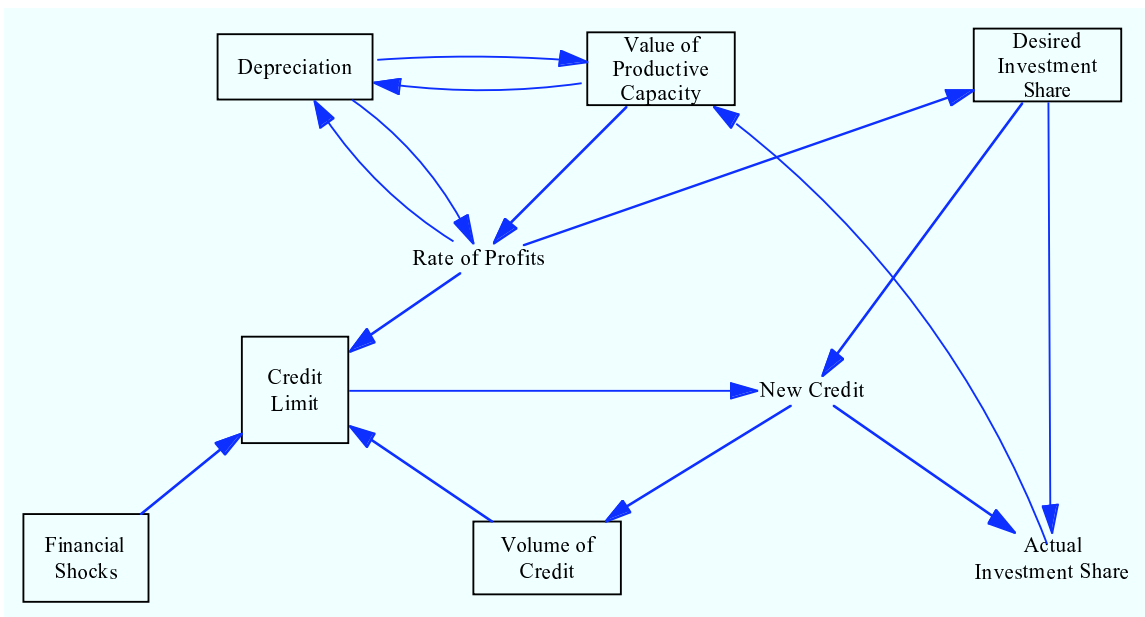 Depreciation
Value of
Productive
Capacity
Desired
Investment
Share
Rate of Profits
Credit
Limit
New Credit
Financial
Shocks
Volume of
Credit
Actual
Investment Share